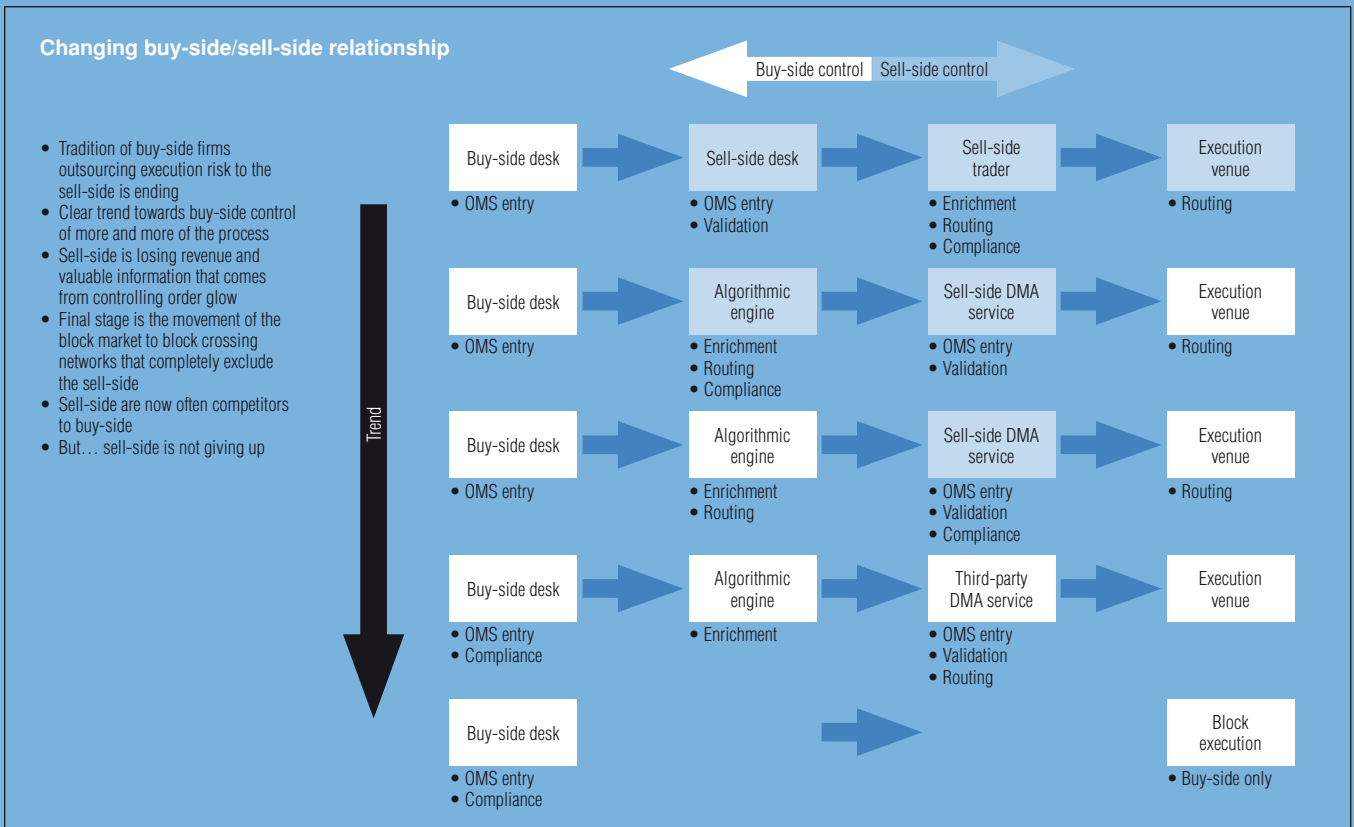 Changing buy-side/sell-side relationship
Buy-side control
Sell-side control
• Tradition of buy-side firms
outsourcing execution risk to the
sell-side is ending
• Clear trend towards buy-side control
of more and more of the process
• Sell-side is losing revenue and
valuable information that comes
from controlling order glow
• Final stage is the movement of the
block market to block crossing
networks that completely exclude
the sell-side
• Sell-side are now often competitors
to buy-side
• But… sell-side is not giving up
Trend
Buy-side desk
• OMS entry
Sell-side desk
• OMS entry
• Validation
Sell-side
trader
• Enrichment
• Routing
• Compliance
Execution
venue
• Routing
Buy-side desk
• OMS entry
Algorithmic
engine
• Enrichment
• Routing
• Compliance
Sell-side DMA
service
• OMS entry
• Validation
Execution
venue
• Routing
Buy-side desk
• OMS entry
Algorithmic
engine
• Enrichment
• Routing
Sell-side DMA
service
• OMS entry
• Validation
• Compliance
Execution
venue
• Routing
Buy-side desk
• OMS entry
• Compliance
Algorithmic
engine
• Enrichment
Third-party
DMA service
• OMS entry
• Validation
• Routing
Execution
venue
Buy-side desk
• OMS entry
• Compliance
Block
execution
• Buy-side only